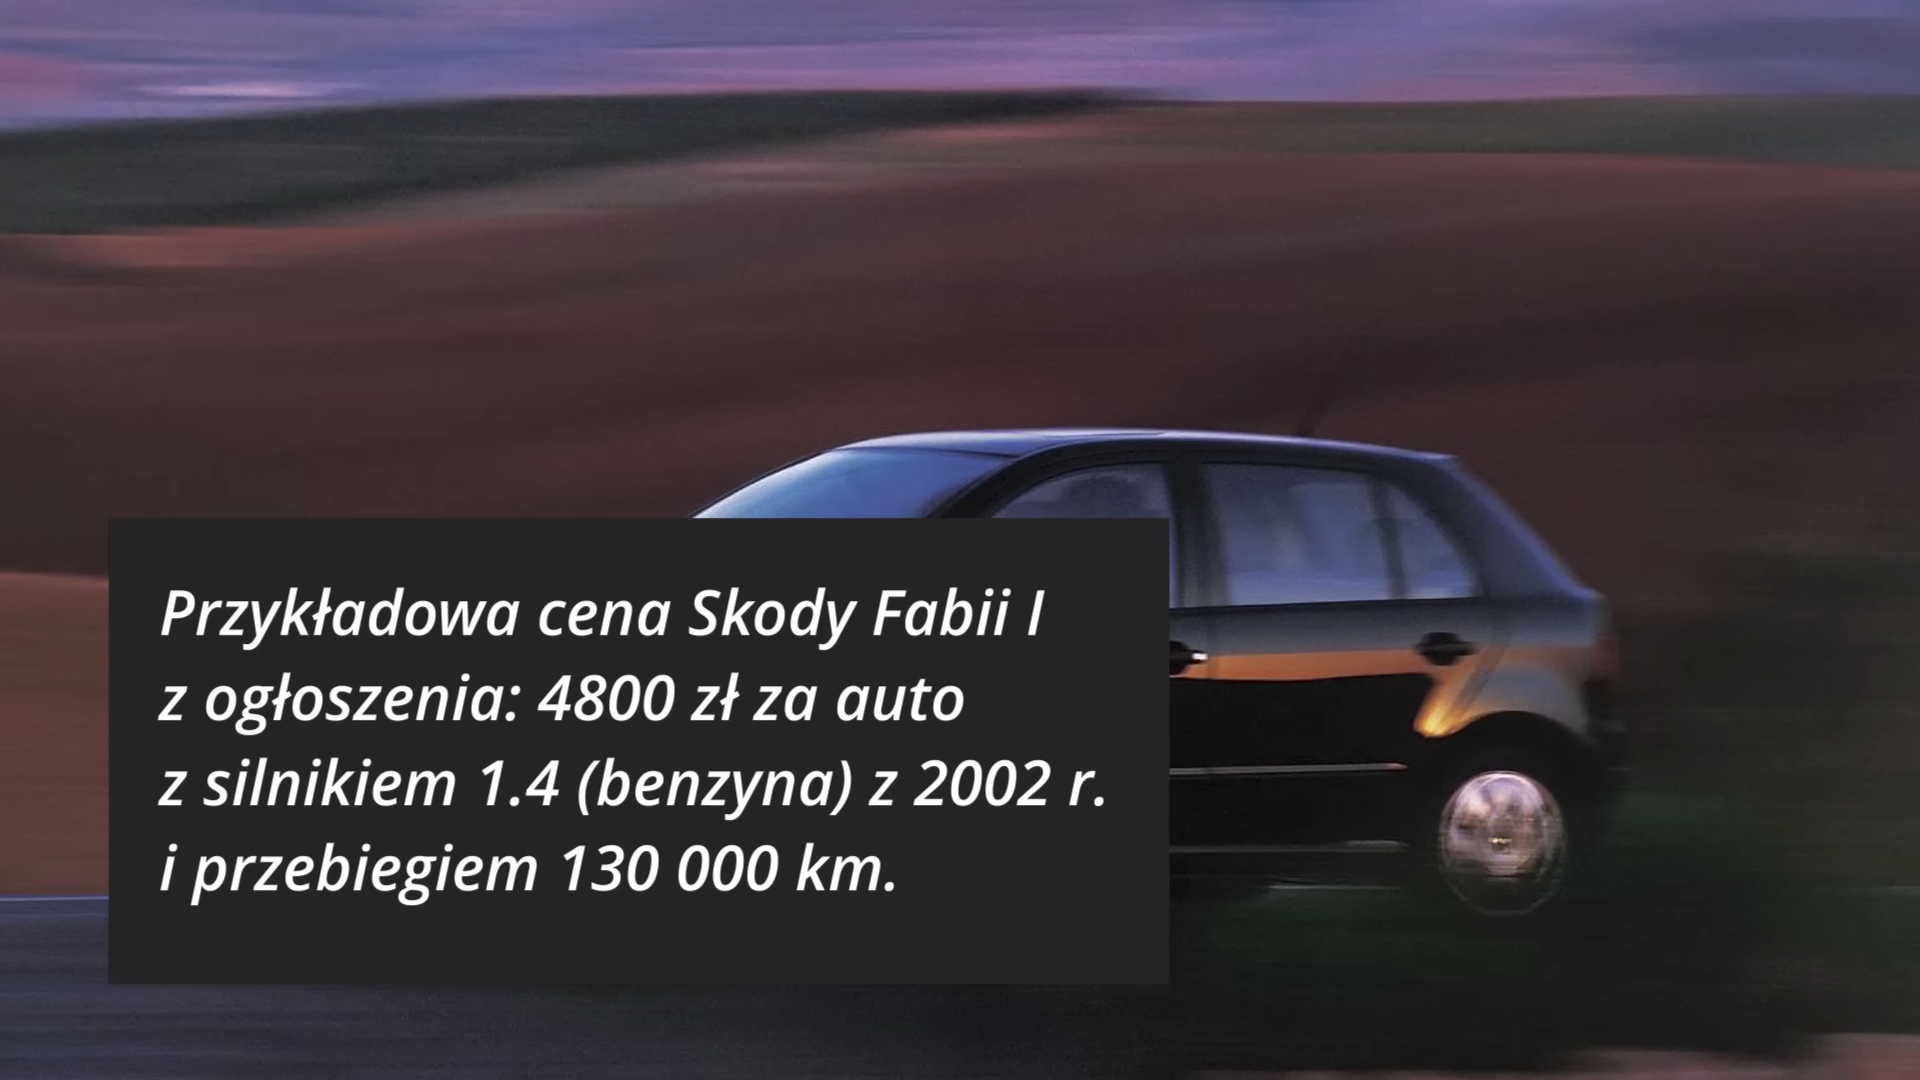 Przykładowa cena Skody Fabii I
z ogłoszenia: 4800 zł za auto
z silnikiem 1.4 (benzyna) z 2002 r.
i przebiegiem 130 000 km.